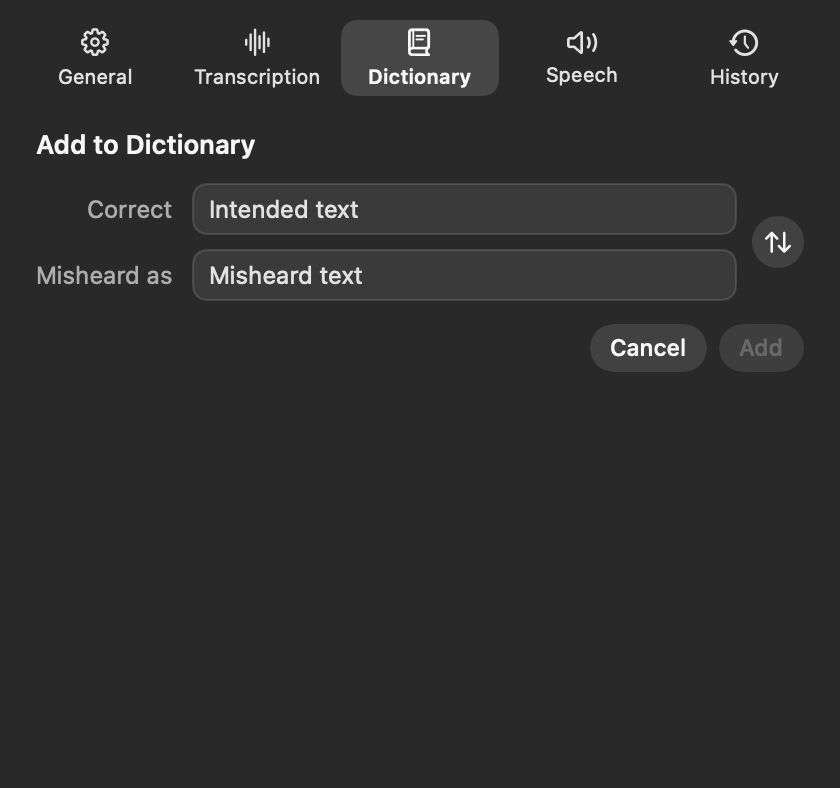 General Transcription Dictionary Speech History
Add to Dictionary
Correct Intended text
Misheard as Misheard text
Cancel Add